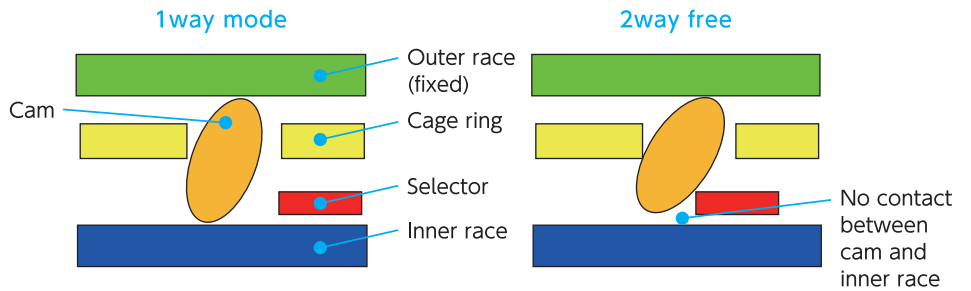 1way mode
2way free
Cam
Outer race
(fixed)
Cage ring
Selector
Inner race
No contact
between
cam and
inner race